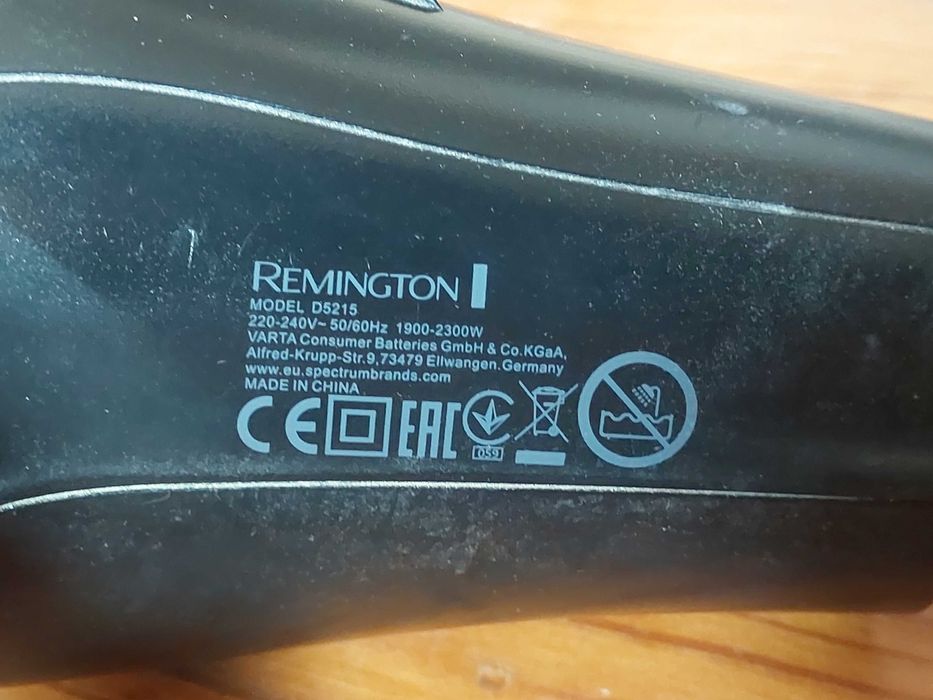 REMINGTON
MODEL D5215
220-240V~ 50/60Hz 1900-2300W
VARTA Consumer Batteries GmbH & Co.KGaA,
Alfred-Krupp-Str.9,73479 Ellwangen.Germany
www.eu.spectrumbrands.com
MADE IN CHINA
CE EAC
059